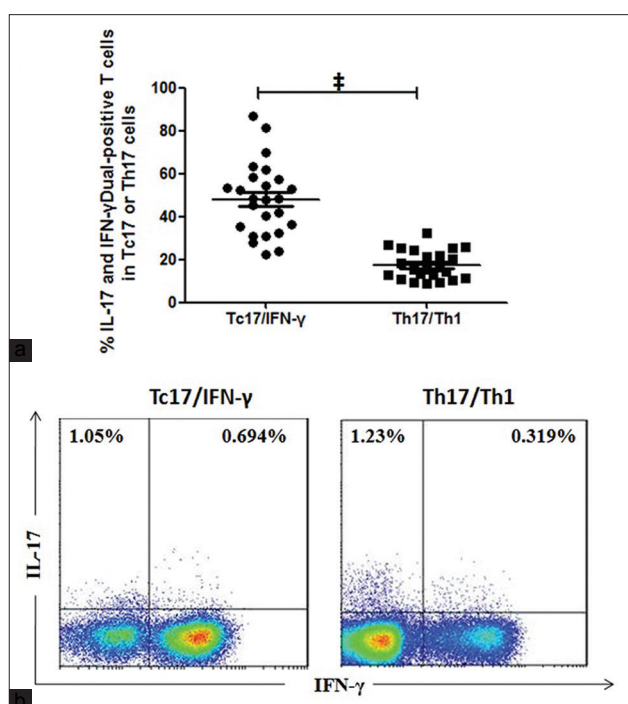 % IL-17 and IFN-γDual-positive T cells
in Tc17 or Th17 cells
100
80
60
40
20
0
‡
Tc17/IFN-γ
Th17/Th1
a
Tc17/IFN-γ
Th17/Th1
1.05%
0.694%
1.23%
0.319%
IL-17
IFN-γ
b